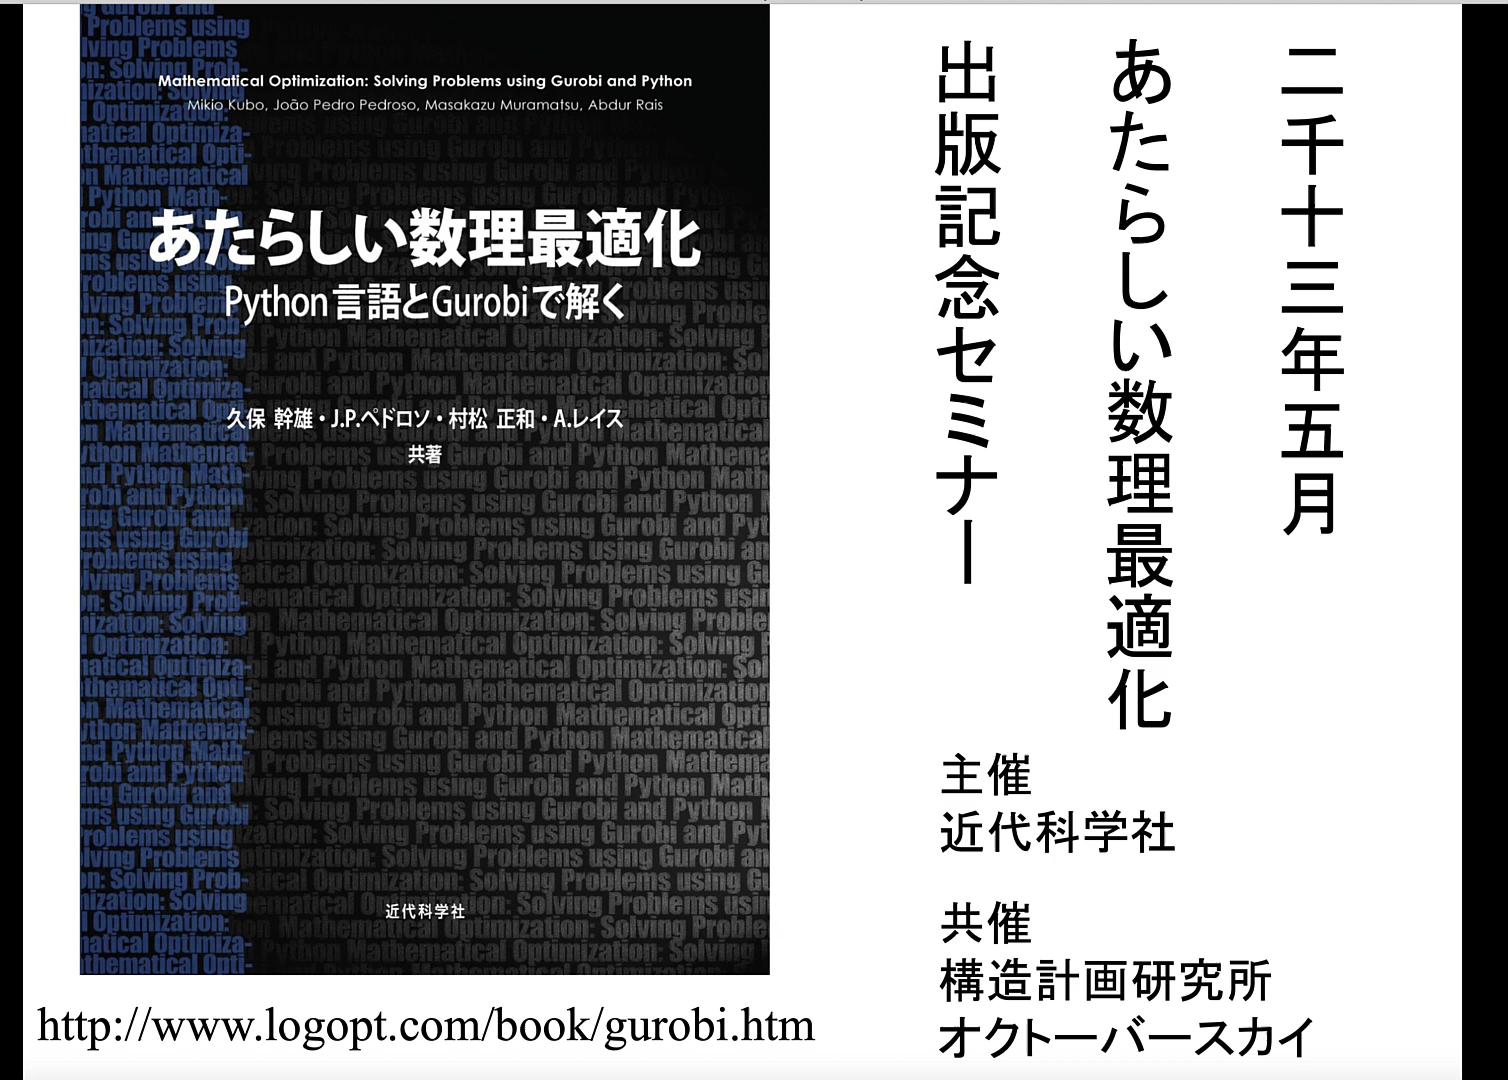 Mathematical Optimization: Solving Problems using Gurobi and Python
Mikio Kubo, João Pedro Pedroso, Masakazu Muramatsu, Abdur Rais
あたらしい数理最適化
Python言語とGurobiで解く
久保 幹雄・J.P.ペドロソ・村松 正和・A.レイス
共著
近代科学社
http://www.logopt.com/book/gurobi.htm
二千十三年五月
あたらしい数理最適化
出版記念セミナー
主催
近代科学社
共催
構造計画研究所
オクトーバースカイ